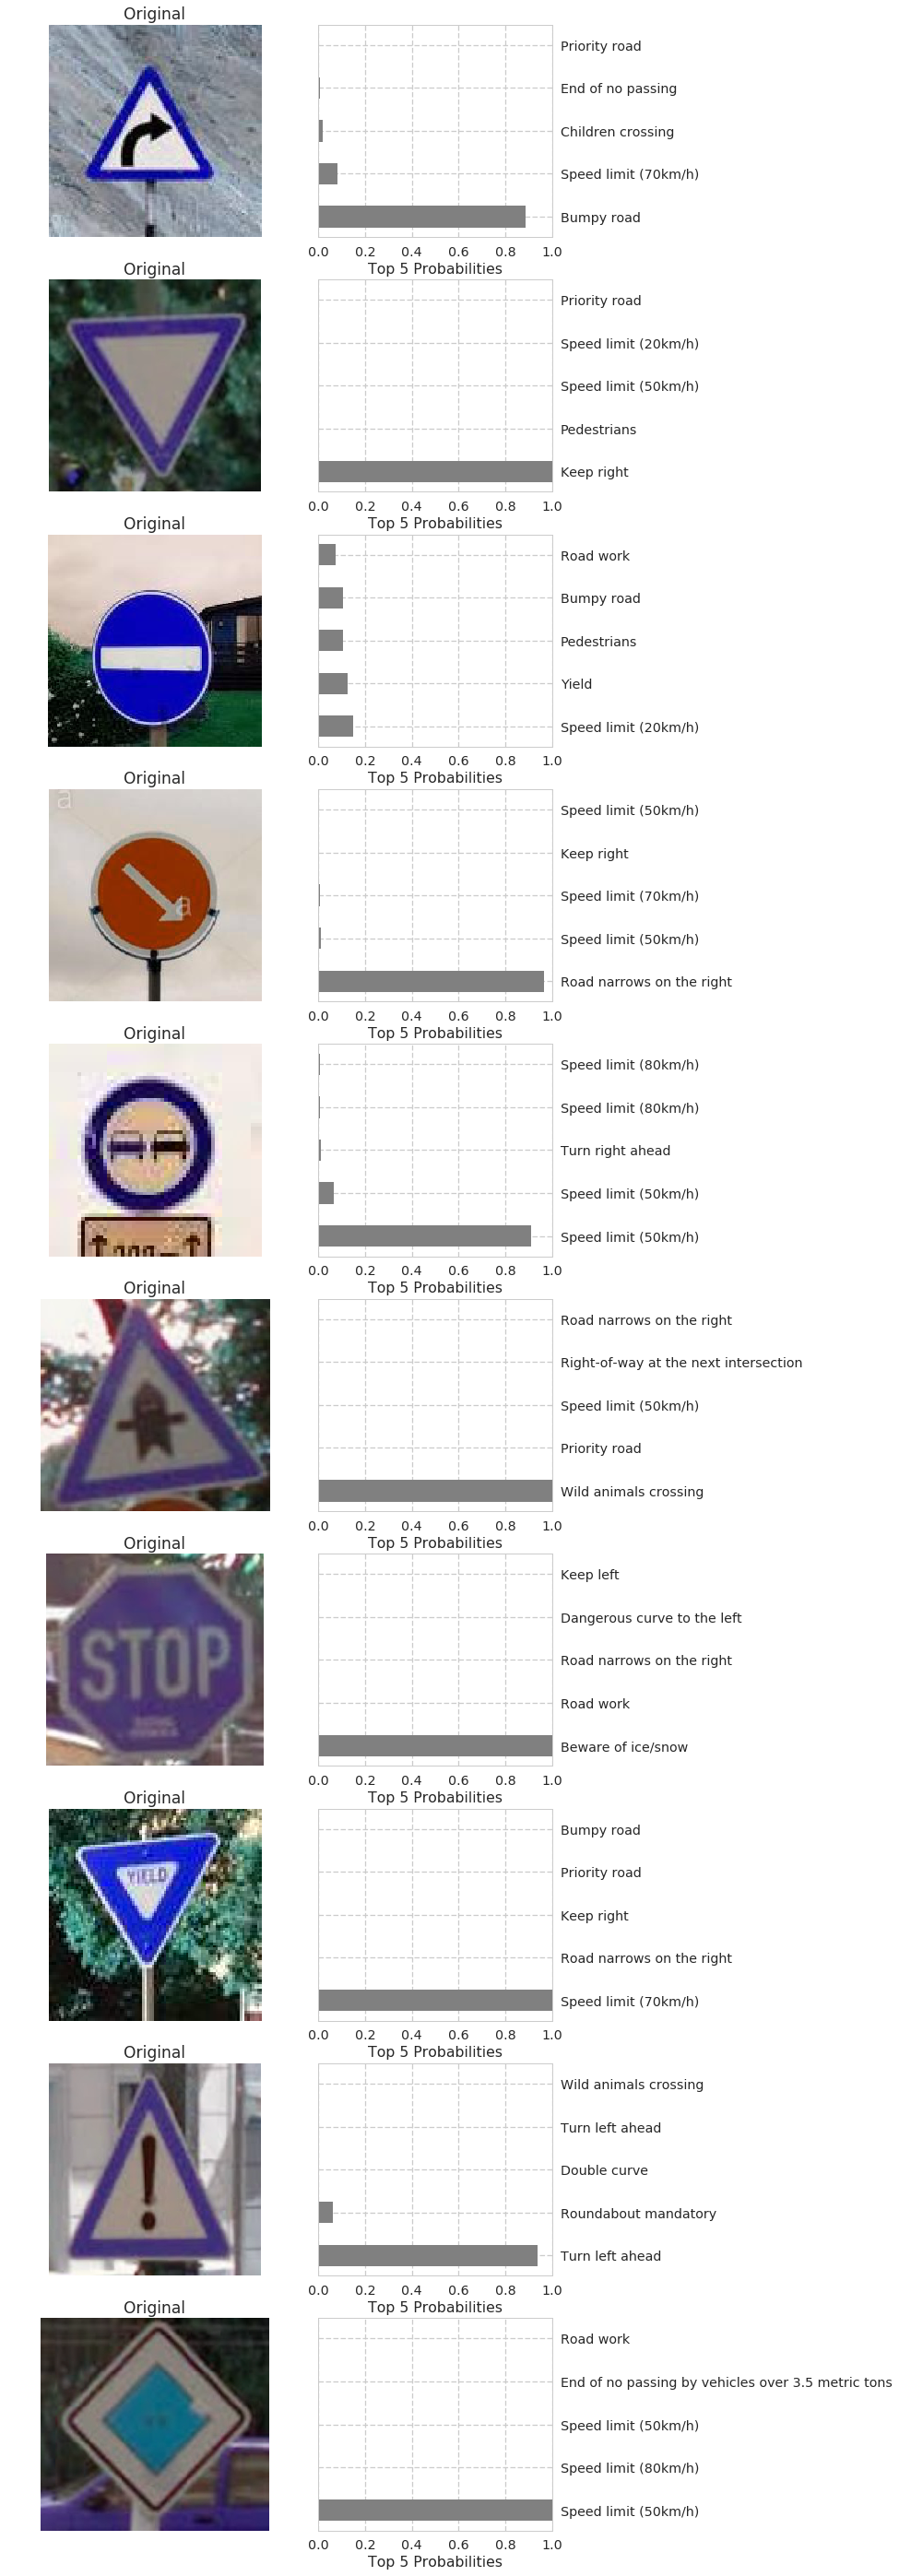 Original
Priority road
End of no passing
Children crossing
Speed limit (70km/h)
Bumpy road
0.0 0.2 0.4 0.6 0.8 1.0
Top 5 Probabilities
Original
Priority road
Speed limit (20km/h)
Speed limit (50km/h)
Pedestrians
Keep right
0.0 0.2 0.4 0.6 0.8 1.0
Top 5 Probabilities
Original
Road work
Bumpy road
Pedestrians
Yield
Speed limit (20km/h)
0.0 0.2 0.4 0.6 0.8 1.0
Top 5 Probabilities
Original
a
a
Speed limit (50km/h)
Keep right
Speed limit (70km/h)
Speed limit (50km/h)
Road narrows on the right
0.0 0.2 0.4 0.6 0.8 1.0
Top 5 Probabilities
Original
Speed limit (80km/h)
Speed limit (80km/h)
Turn right ahead
Speed limit (50km/h)
Speed limit (50km/h)
0.0 0.2 0.4 0.6 0.8 1.0
Top 5 Probabilities
Original
Road narrows on the right
Right-of-way at the next intersection
Speed limit (50km/h)
Priority road
Wild animals crossing
0.0 0.2 0.4 0.6 0.8 1.0
Top 5 Probabilities
Original
STOP
Keep left
Dangerous curve to the left
Road narrows on the right
Road work
Beware of ice/snow
0.0 0.2 0.4 0.6 0.8 1.0
Top 5 Probabilities
Original
YIELD
Bumpy road
Priority road
Keep right
Road narrows on the right
Speed limit (70km/h)
0.0 0.2 0.4 0.6 0.8 1.0
Top 5 Probabilities
Original
Wild animals crossing
Turn left ahead
Double curve
Roundabout mandatory
Turn left ahead
0.0 0.2 0.4 0.6 0.8 1.0
Top 5 Probabilities
Original
Road work
End of no passing by vehicles over 3.5 metric tons
Speed limit (50km/h)
Speed limit (80km/h)
Speed limit (50km/h)
0.0 0.2 0.4 0.6 0.8 1.0
Top 5 Probabilities